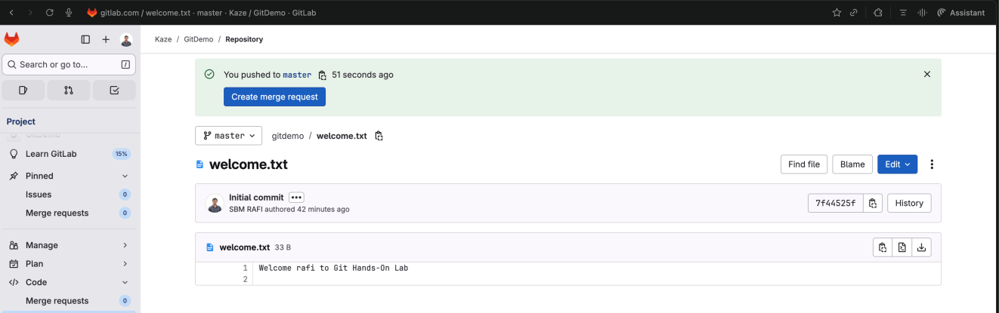 gitlab.com / welcome.txt · master · Kaze / GitDemo · GitLab
Assistant
Kaze / GitDemo / Repository
Search or go to...
/
You pushed to master 51 seconds ago
Create merge request
Project
GitDemo
Learn GitLab 15%
Pinned
Issues 0
Merge requests 0
Manage
Plan
Code
Merge requests 0
master
gitdemo / welcome.txt
welcome.txt
Find file
Blame
Edit
Initial commit
SBM RAFI authored 42 minutes ago
7f44525f
History
welcome.txt 33 B
1 Welcome rafi to Git Hands-On Lab
2